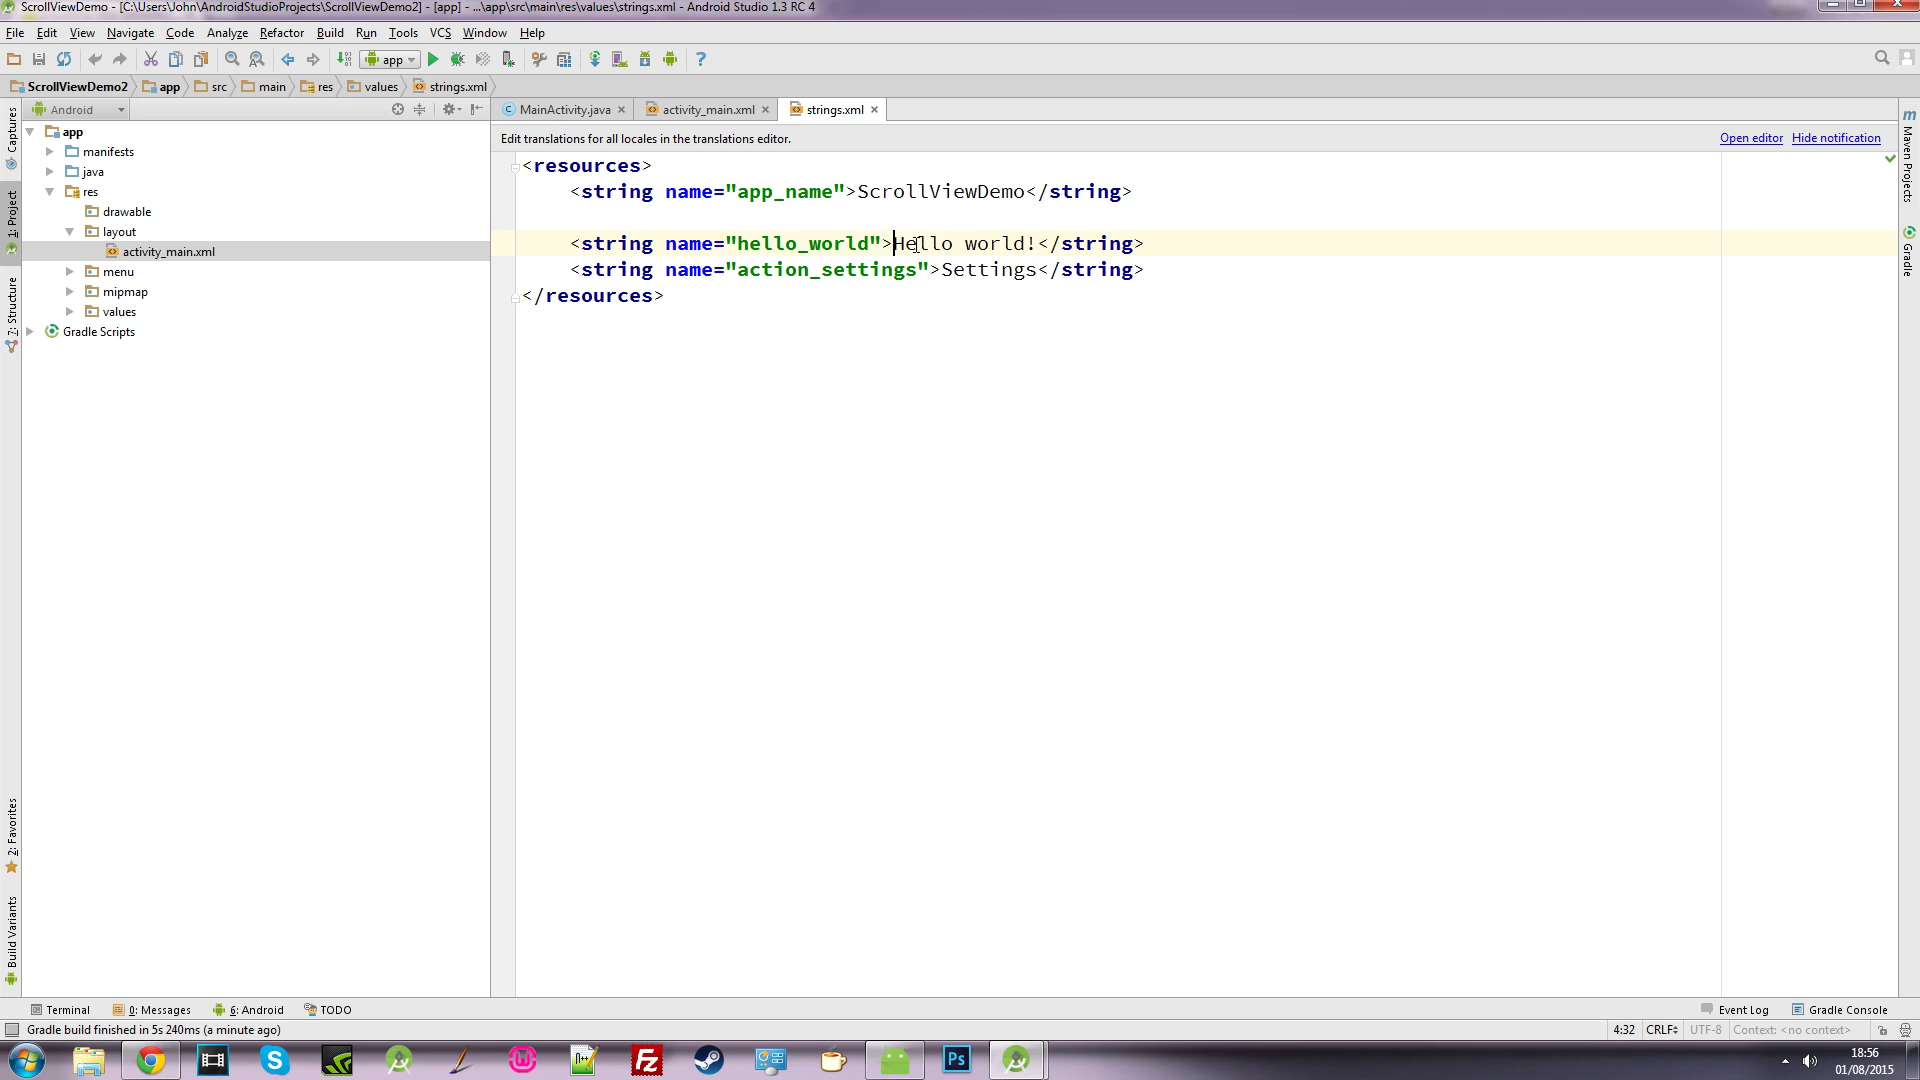 ScrollViewDemo - [C:\Users\John\AndroidStudioProjects\ScrollViewDemo2] - [app] - ...\app\src\main\res\values\strings.xml - Android Studio 1.3 RC 4
File Edit View Navigate Code Analyze Refactor Build Run Tools VCS Window Help
app
ScrollViewDemo2 app src main res values strings.xml
Android
MainActivity.java activity_main.xml strings.xml
Edit translations for all locales in the translations editor. Open editor Hide notification
app
manifests
java
res
drawable
layout
activity_main.xml
menu
mipmap
values
Gradle Scripts
<resources>
<string name="app_name">ScrollViewDemo</string>
<string name="hello_world">Hello world!</string>
<string name="action_settings">Settings</string>
</resources>
Captures
1: Project
7: Structure
2: Favorites
Build Variants
Maven Projects
Gradle
Terminal 0: Messages 6: Android TODO Event Log Gradle Console
Gradle build finished in 5s 240ms (a minute ago) 4:32 CRLF UTF-8 Context: <no context>
Fz
Ps
18:56
01/08/2015